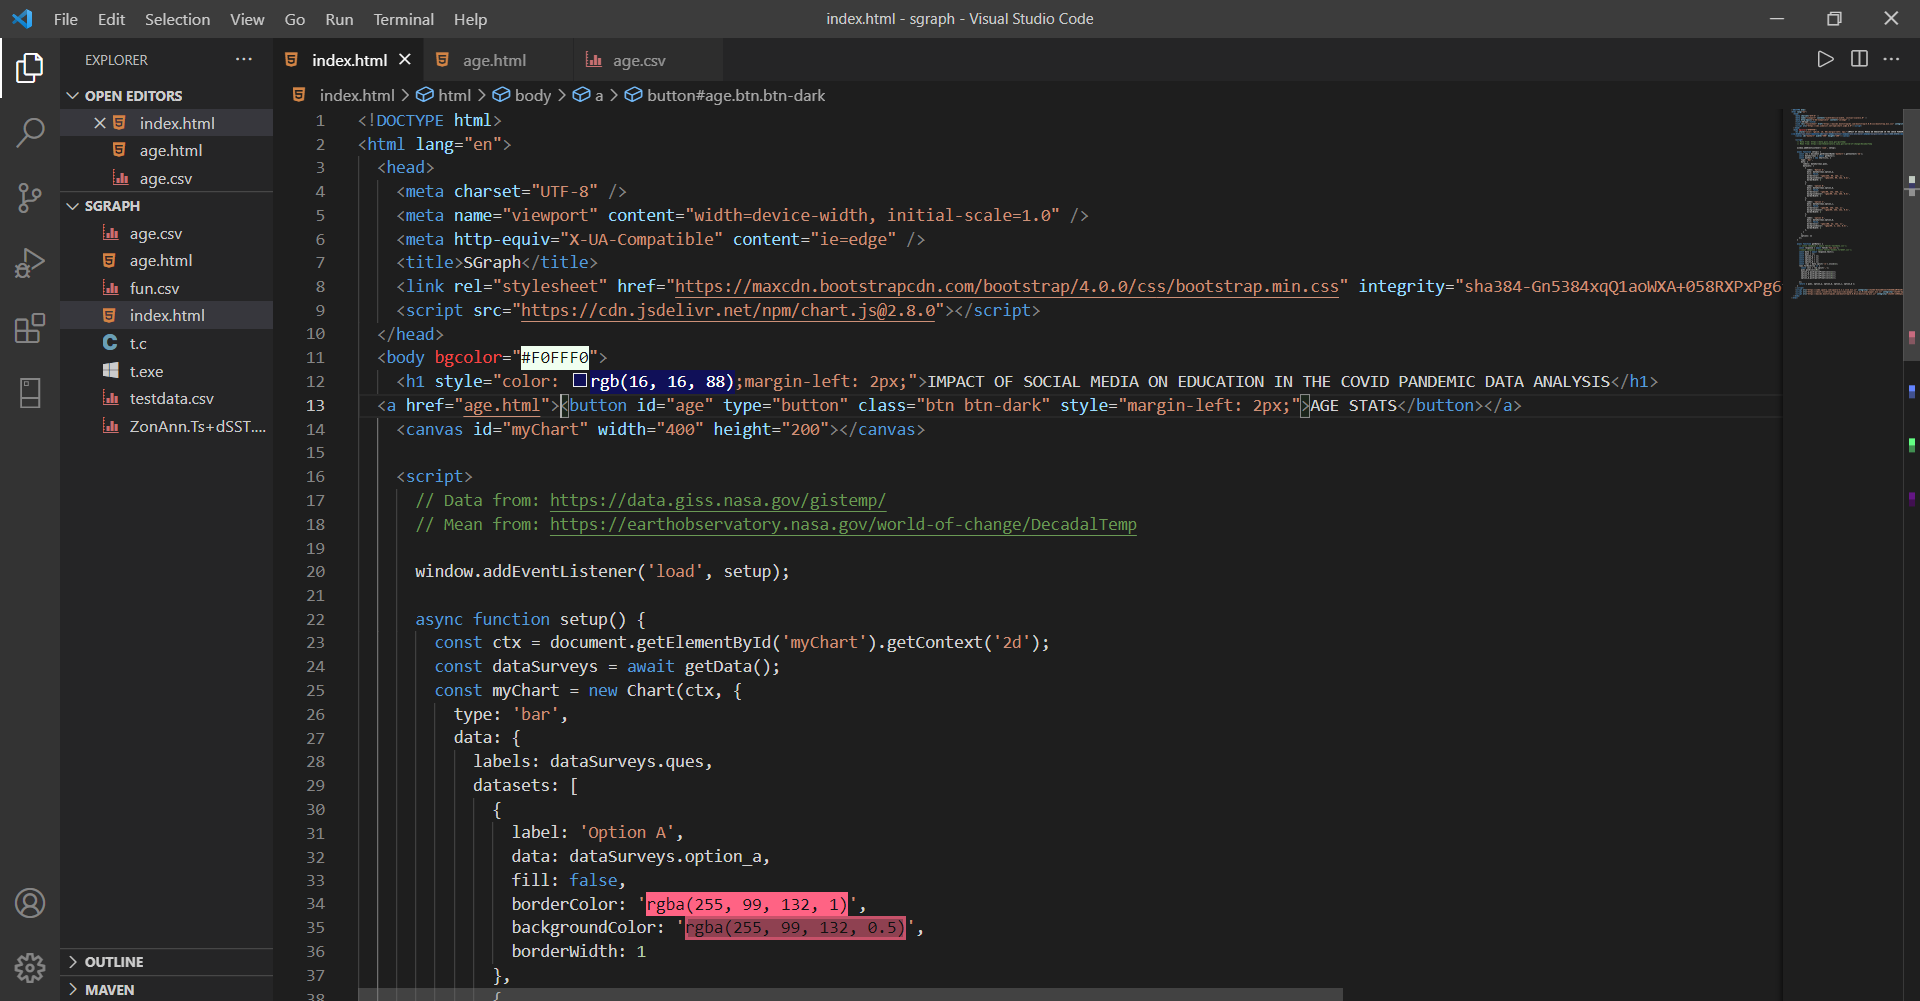 File Edit Selection View Go Run Terminal Help
index.html - sgraph - Visual Studio Code
EXPLORER
OPEN EDITORS
index.html
age.html
age.csv
SGRAPH
age.csv
age.html
fun.csv
index.html
t.c
t.exe
testdata.csv
ZonAnn.Ts+dSST....
OUTLINE
MAVEN
index.html age.html age.csv
index.html > html > body > a > button#age.btn.btn-dark
1 <!DOCTYPE html>
2 <html lang="en">
3 <head>
4 <meta charset="UTF-8" />
5 <meta name="viewport" content="width=device-width, initial-scale=1.0" />
6 <meta http-equiv="X-UA-Compatible" content="ie=edge" />
7 <title>SGraph</title>
8 <link rel="stylesheet" href="https://maxcdn.bootstrapcdn.com/bootstrap/4.0.0/css/bootstrap.min.css" integrity="sha384-Gn5384xqQ1aoWXA+058RXPxPg6
9 <script src="https://cdn.jsdelivr.net/npm/chart.js@2.8.0"></script>
10 </head>
11 <body bgcolor="#F0FFF0">
12 <h1 style="color: rgb(16, 16, 88);margin-left: 2px;">IMPACT OF SOCIAL MEDIA ON EDUCATION IN THE COVID PANDEMIC DATA ANALYSIS</h1>
13 <a href="age.html"><button id="age" type="button" class="btn btn-dark" style="margin-left: 2px;">AGE STATS</button></a>
14 <canvas id="myChart" width="400" height="200"></canvas>
15
16 <script>
17 // Data from: https://data.giss.nasa.gov/gistemp/
18 // Mean from: https://earthobservatory.nasa.gov/world-of-change/DecadalTemp
19
20 window.addEventListener('load', setup);
21
22 async function setup() {
23 const ctx = document.getElementById('myChart').getContext('2d');
24 const dataSurveys = await getData();
25 const myChart = new Chart(ctx, {
26 type: 'bar',
27 data: {
28 labels: dataSurveys.ques,
29 datasets: [
30 {
31 label: 'Option A',
32 data: dataSurveys.option_a,
33 fill: false,
34 borderColor: 'rgba(255, 99, 132, 1)',
35 backgroundColor: 'rgba(255, 99, 132, 0.5)',
36 borderWidth: 1
37 },
38 {